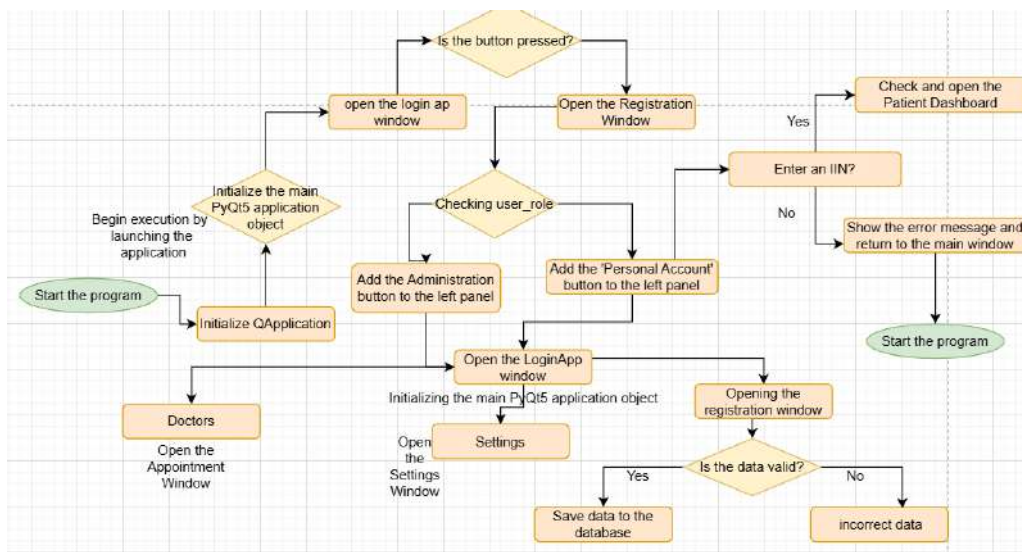 Is the button pressed?
open the login ap
window
Open the Registration
Window
Check and open the
Patient Dashboard
Yes
Enter an IIN?
No
Show the error message and
return to the main window
Start the program
Initialize the main
PyQt5 application
object
Begin execution by
launching the
application
Start the program
Initialize QApplication
Checking user_role
Add the Administration
button to the left panel
Add the 'Personal Account'
button to the left panel
Open the LoginApp
window
Initializing the main PyQt5 application object
Doctors
Open the
Appointment
Window
Open
the
Settings
Window
Settings
Opening the
registration window
Is the data valid?
Yes
No
Save data to the
database
incorrect data